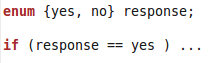 enum {yes, no} response;
if (response == yes ) ...